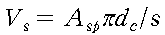 V_s = A_{sp} π d_c / s